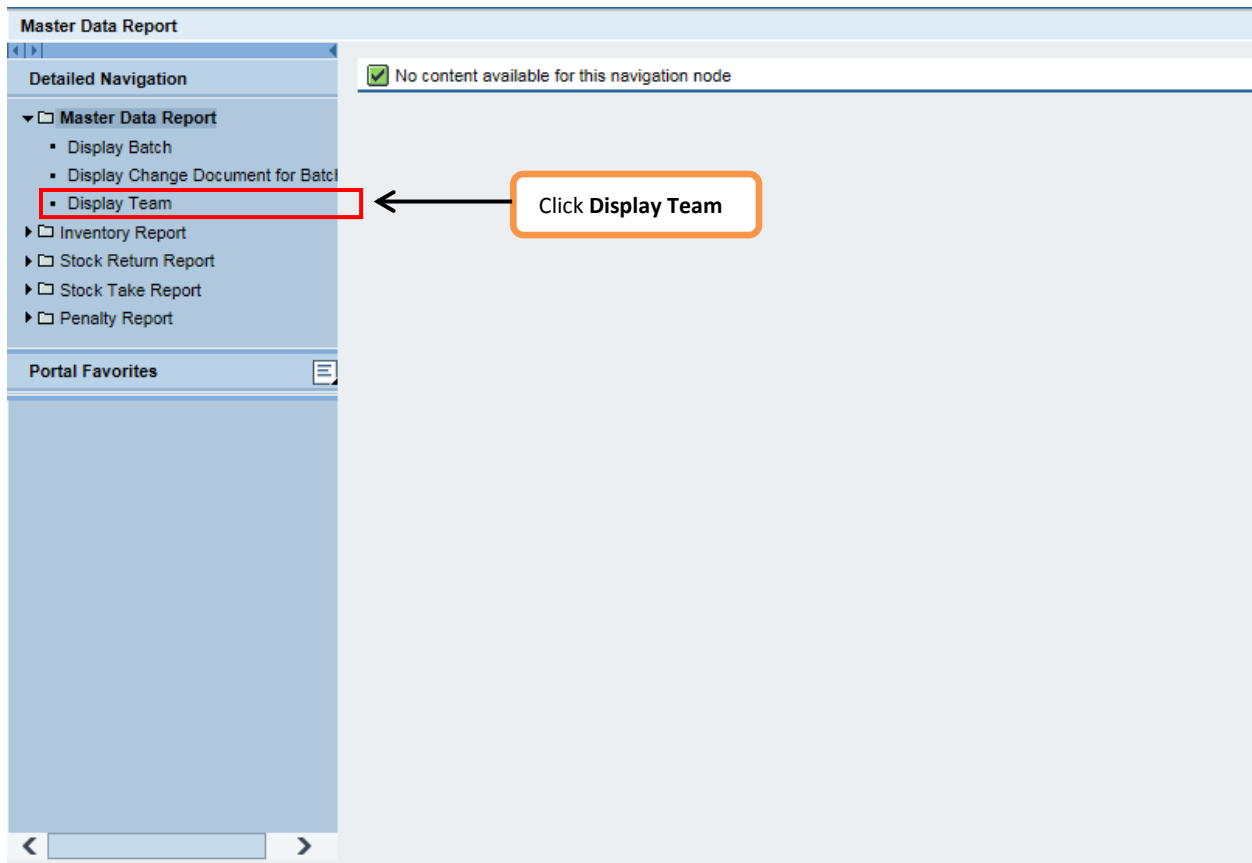 Master Data Report
Detailed Navigation
No content available for this navigation node
Master Data Report
Display Batch
Display Change Document for Batch
Display Team
Click Display Team
Inventory Report
Stock Return Report
Stock Take Report
Penalty Report
Portal Favorites